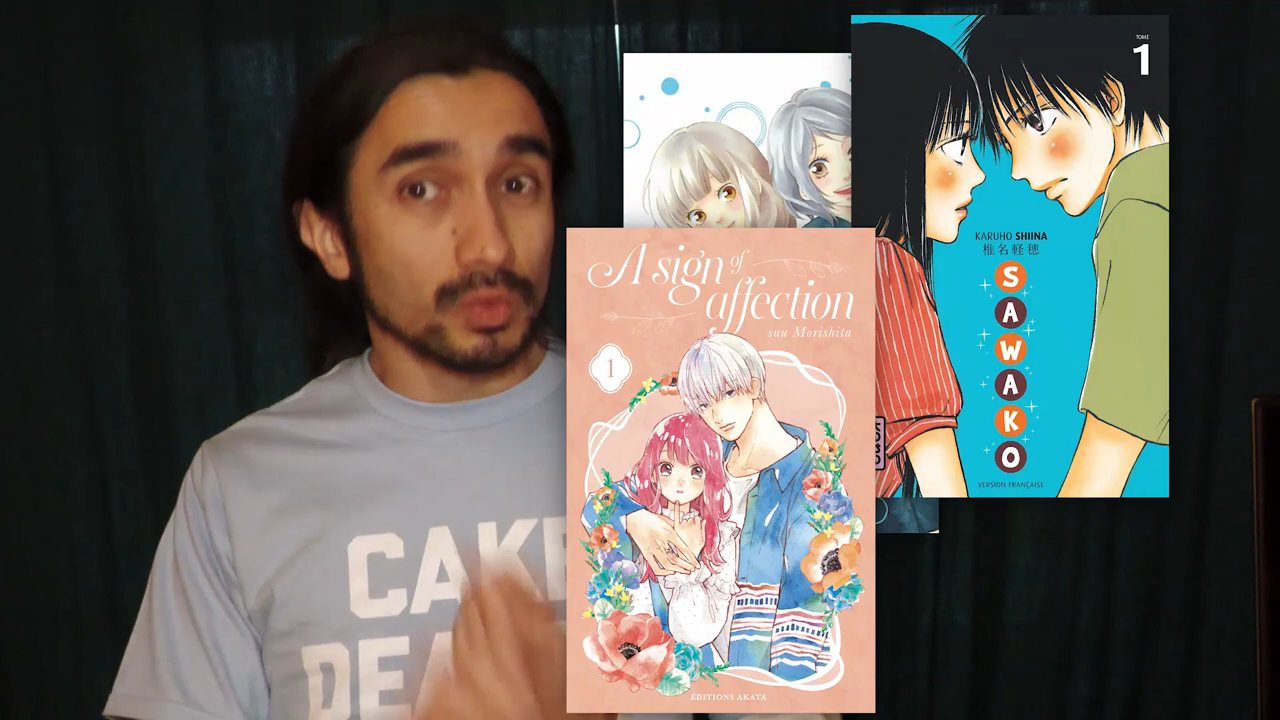 CAKE
DEA
A sign of
affection
suu Morishita
1
ÉDITIONS AKATA
TOME
1
KARUHO SHIINA
椎名軽穂
SAWAKO
VERSION FRANÇAISE